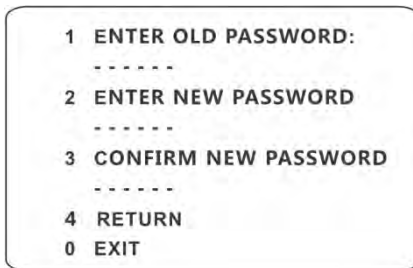 1 ENTER OLD PASSWORD:
- - - - - -
2 ENTER NEW PASSWORD
- - - - - -
3 CONFIRM NEW PASSWORD
- - - - - -
4 RETURN
0 EXIT